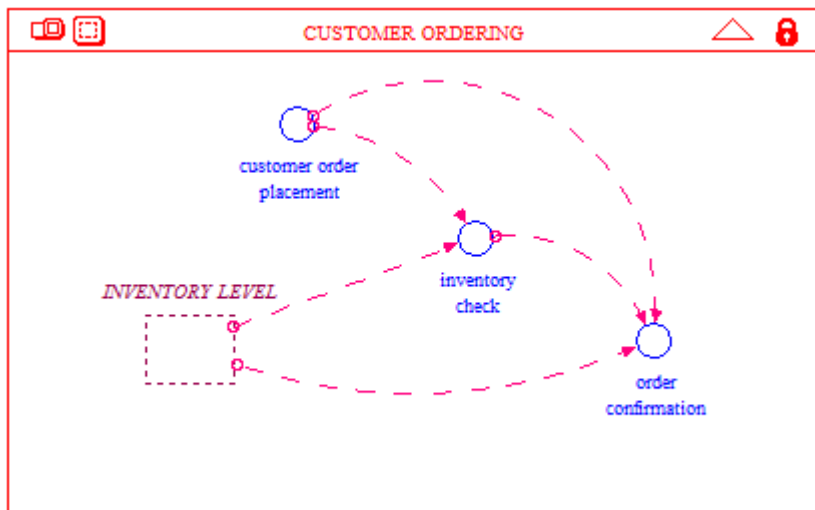 CUSTOMER ORDERING
customer order
placement
inventory
check
INVENTORY LEVEL
order
confirmation